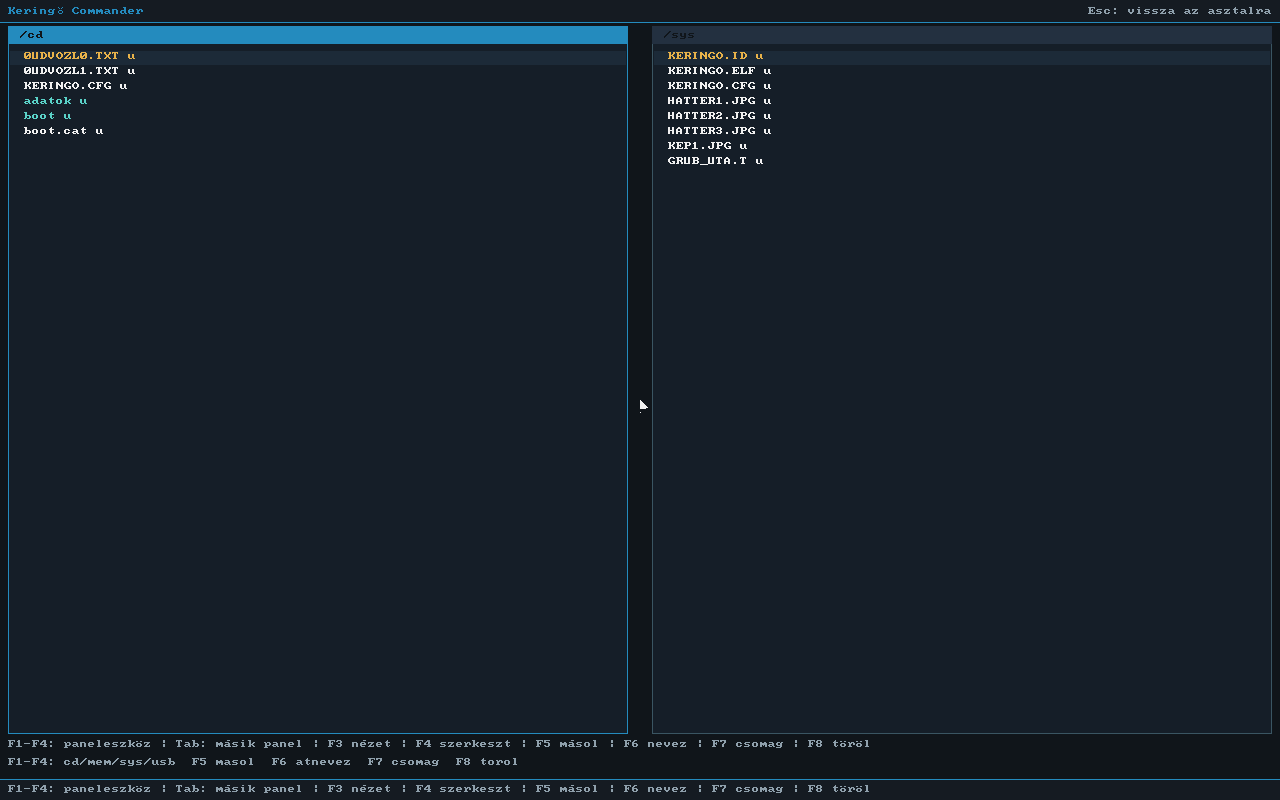 Keringő Commander
Esc: vissza az asztalra
/cd
0UDVOZL0.TXT u
0UDVOZL1.TXT u
KERINGO.CFG u
adatok u
boot u
boot.cat u
/sys
KERINGO.ID u
KERINGO.ELF u
KERINGO.CFG u
HATTER1.JPG u
HATTER2.JPG u
HATTER3.JPG u
KEP1.JPG u
GRUB_UTA.T u
F1-F4: paneleszköz ¦ Tab: másik panel ¦ F3 nézet ¦ F4 szerkeszt ¦ F5 másol ¦ F6 nevez ¦ F7 csomag ¦ F8 töröl
F1-F4: cd/mem/sys/usb  F5 masol  F6 atnevez  F7 csomag  F8 torol
F1-F4: paneleszköz ¦ Tab: másik panel ¦ F3 nézet ¦ F4 szerkeszt ¦ F5 másol ¦ F6 nevez ¦ F7 csomag ¦ F8 töröl